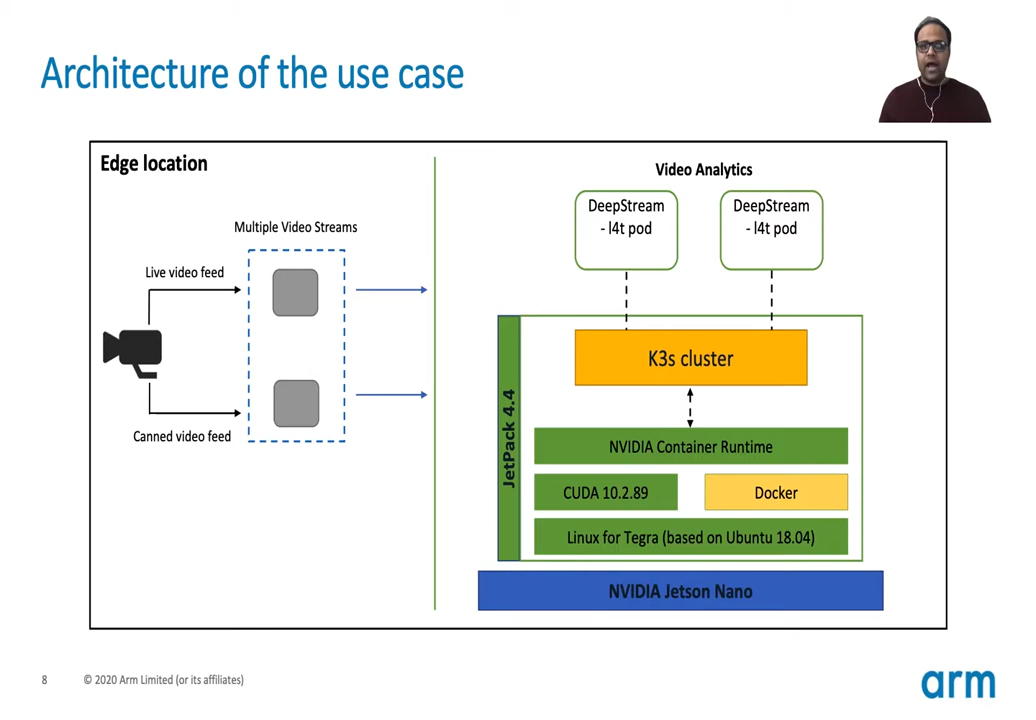 Architecture of the use case
Edge location
Multiple Video Streams
Live video feed
Canned video feed
Video Analytics
DeepStream
- l4t pod
DeepStream
- l4t pod
JetPack 4.4
K3s cluster
NVIDIA Container Runtime
CUDA 10.2.89
Docker
Linux for Tegra (based on Ubuntu 18.04)
NVIDIA Jetson Nano
8
© 2020 Arm Limited (or its affiliates)
arm